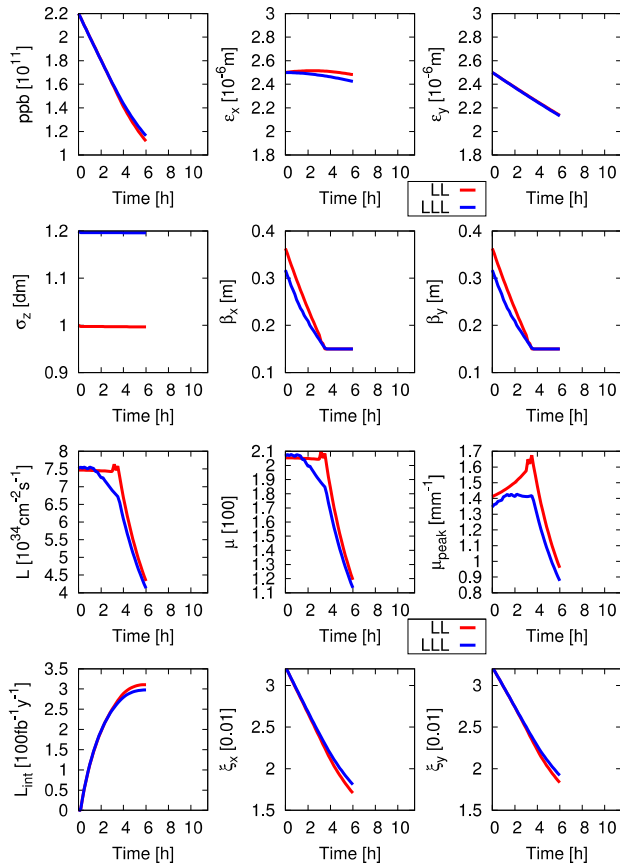 2.2
2
1.8
1.6
1.4
1.2
1
ppb [10^11]
0 2 4 6 8 10
Time [h]
3
2.8
2.6
2.4
2.2
2
1.8
ε_x [10^-6m]
0 2 4 6 8 10
Time [h]
3
2.8
2.6
2.4
2.2
2
1.8
ε_y [10^-6m]
0 2 4 6 8 10
Time [h]
LL
LLL
1.2
1.1
1
0.9
σ_z [dm]
0 2 4 6 8 10
Time [h]
0.4
0.3
0.2
0.1
β_x [m]
0 2 4 6 8 10
Time [h]
0.4
0.3
0.2
0.1
β_y [m]
0 2 4 6 8 10
Time [h]
8
7.5
7
6.5
6
5.5
5
4.5
4
L [10^34cm^-2s^-1]
0 2 4 6 8 10
Time [h]
2.1
2
1.9
1.8
1.7
1.6
1.5
1.4
1.3
1.2
1.1
μ [100]
0 2 4 6 8 10
Time [h]
1.7
1.6
1.5
1.4
1.3
1.2
1.1
1
0.9
0.8
μ_peak [mm^-1]
0 2 4 6 8 10
Time [h]
LL
LLL
3.5
3
2.5
2
1.5
1
0.5
0
L_int [100fb^-1y^-1]
0 2 4 6 8 10
Time [h]
3
2.5
2
1.5
ξ_x [0.01]
0 2 4 6 8 10
Time [h]
3
2.5
2
1.5
ξ_y [0.01]
0 2 4 6 8 10
Time [h]